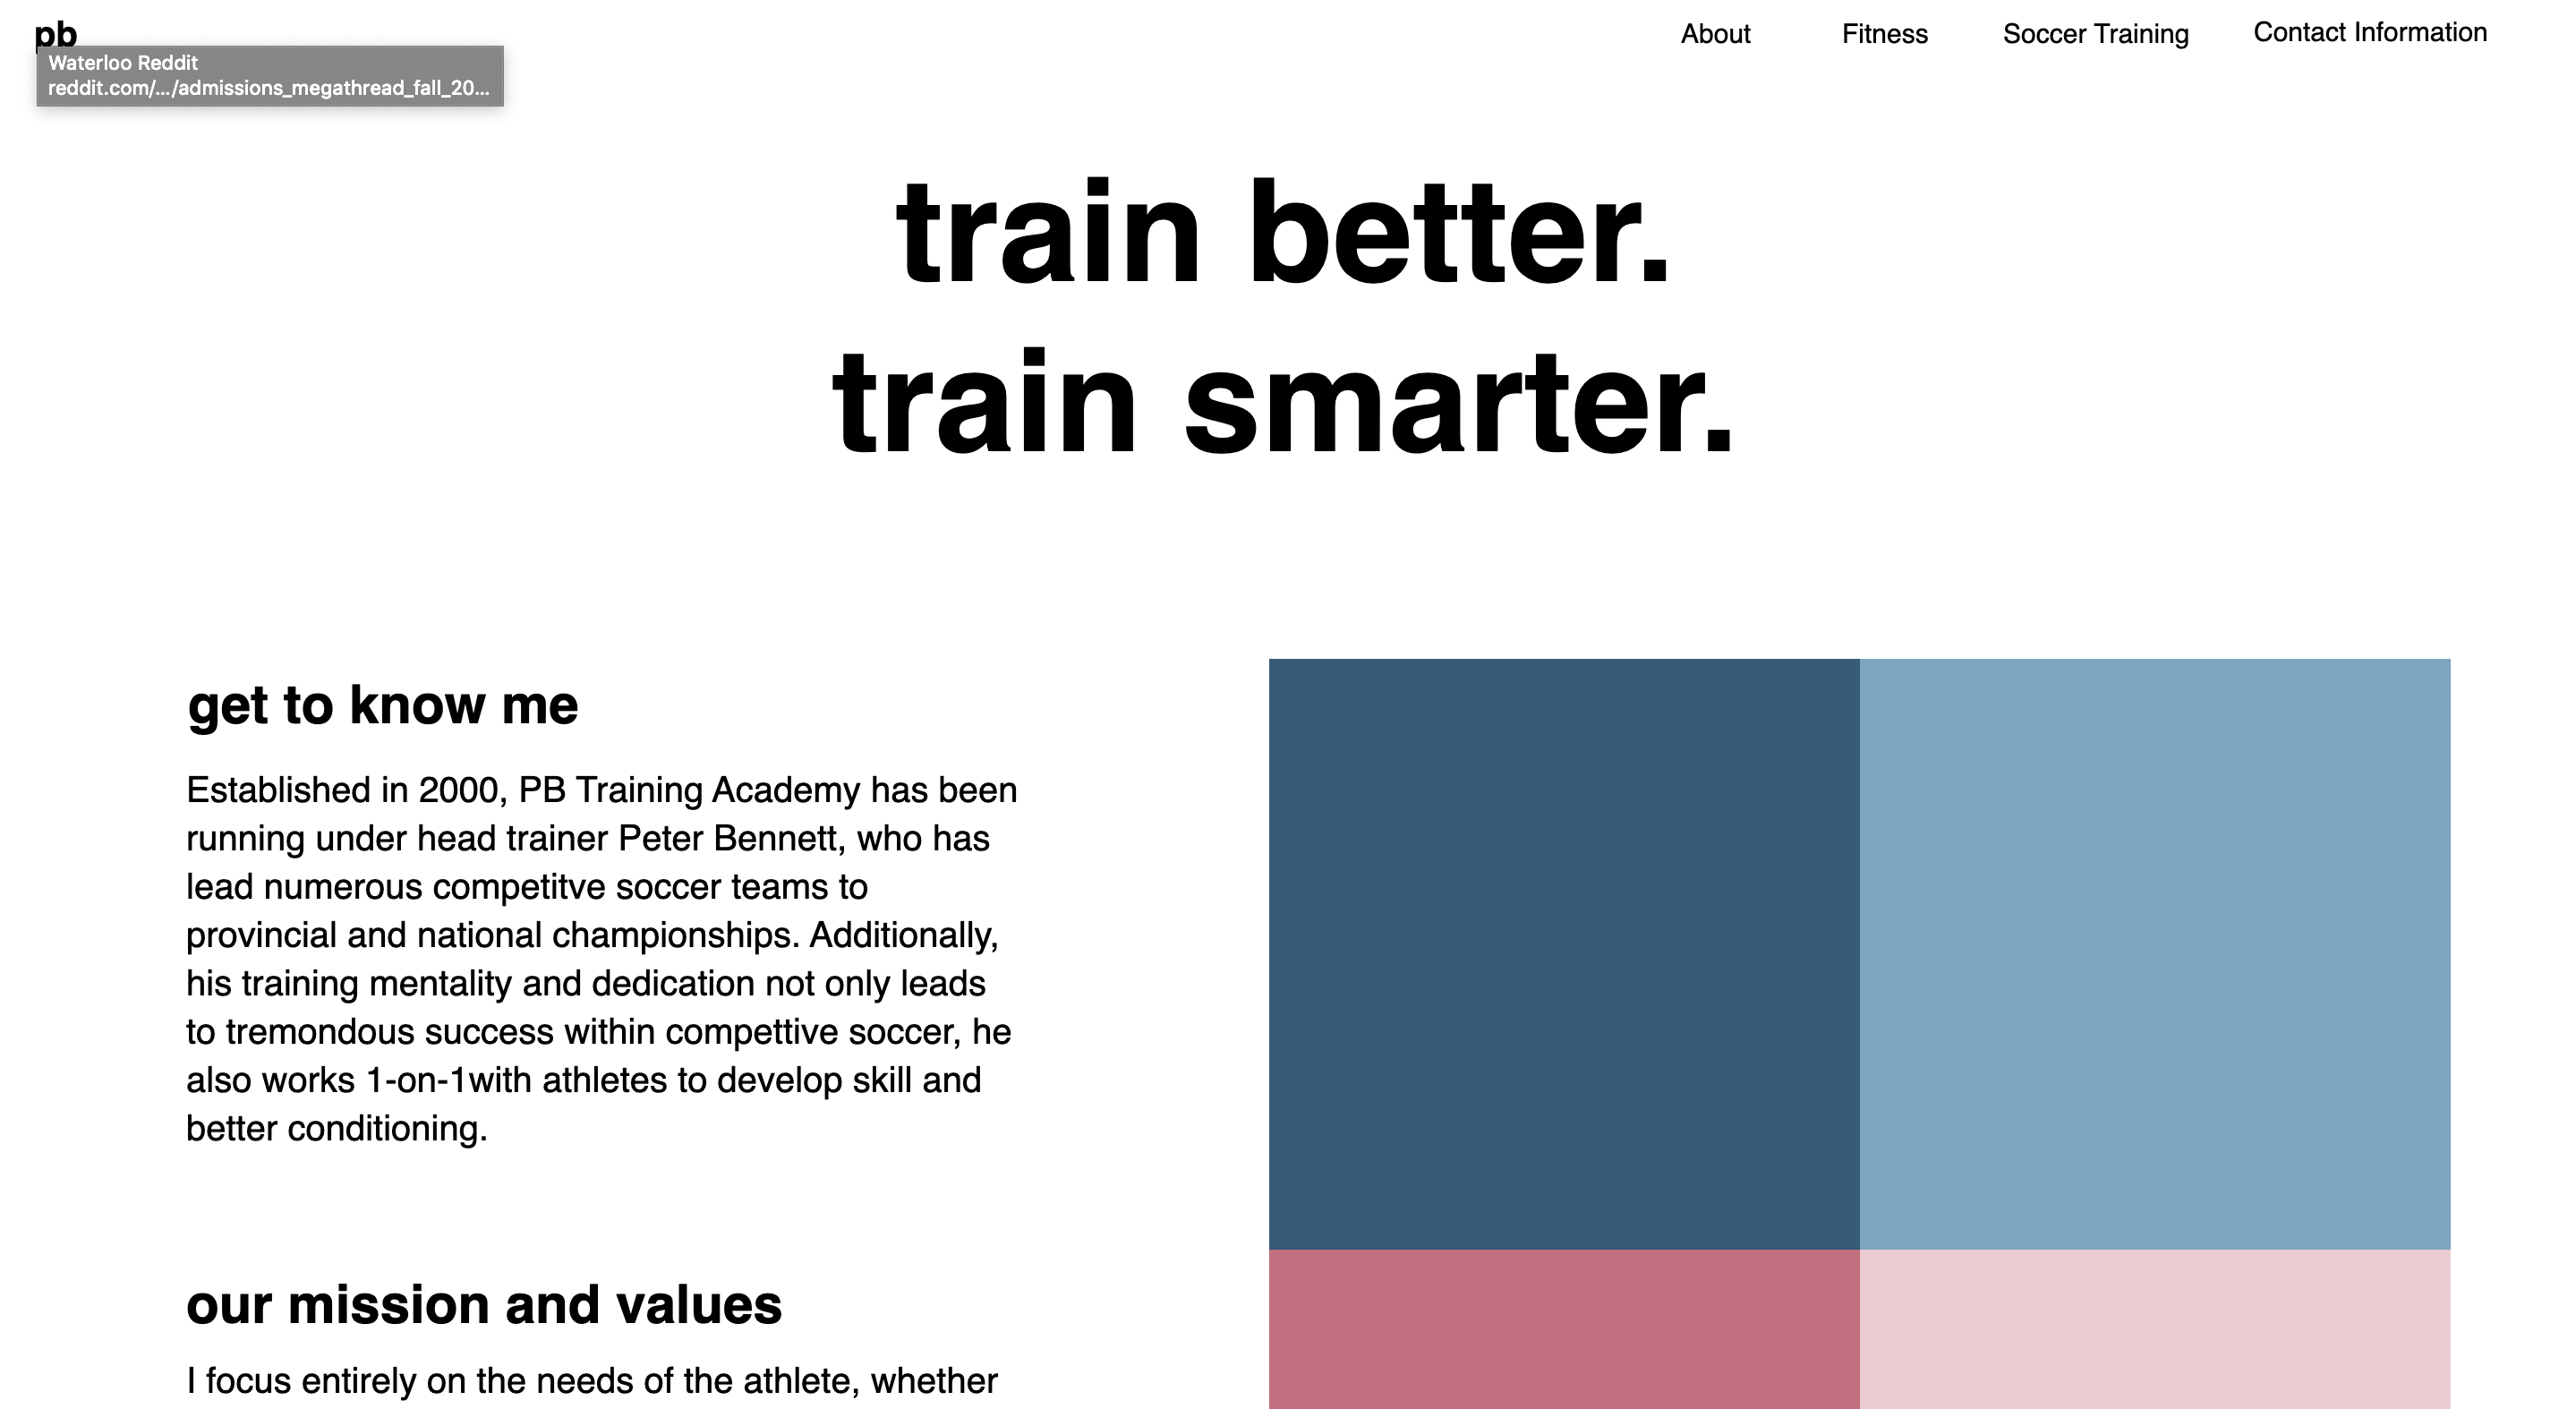 pb
About Fitness Soccer Training Contact Information
Waterloo Reddit
reddit.com/.../admissions_megathread_fall_20...
train better.
train smarter.
get to know me
Established in 2000, PB Training Academy has been
running under head trainer Peter Bennett, who has
lead numerous competitve soccer teams to
provincial and national championships. Additionally,
his training mentality and dedication not only leads
to tremondous success within compettive soccer, he
also works 1-on-1with athletes to develop skill and
better conditioning.
our mission and values
I focus entirely on the needs of the athlete, whether